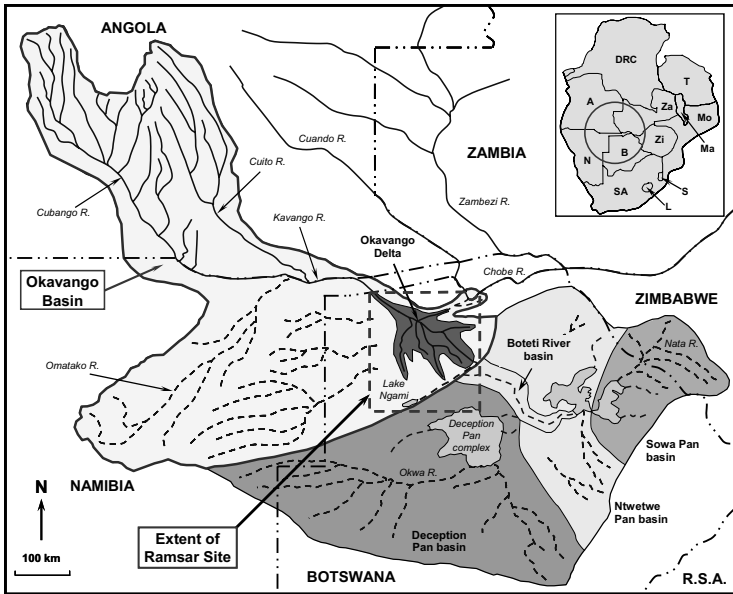 ANGOLA
DRC
T
A
Za
Mo
Ma
N
B
Zi
SA
S
L
Cuando R.
ZAMBIA
Cuito R.
Cubango R.
Kavango R.
Zambezi R.
Okavango
Delta
Chobe R.
Okavango
Basin
ZIMBABWE
Nata R.
Boteti River
basin
Omatako R.
Lake
Ngami
Deception
Pan
complex
Sowa Pan
basin
Okwa R.
N
NAMIBIA
Ntwetwe
Pan basin
Extent of
Ramsar Site
Deception
Pan basin
100 km
BOTSWANA
R.S.A.